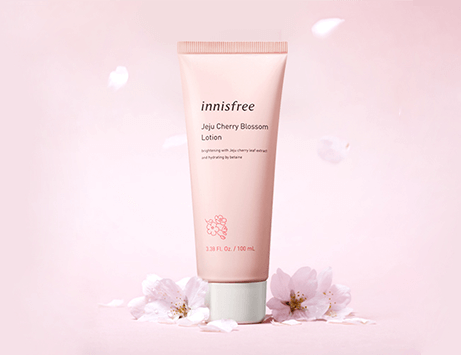 innisfree
Jeju Cherry Blossom
Lotion
brightening with Jeju cherry leaf extract
and hydrating by betaine
3.38 Fl. Oz. / 100 mL